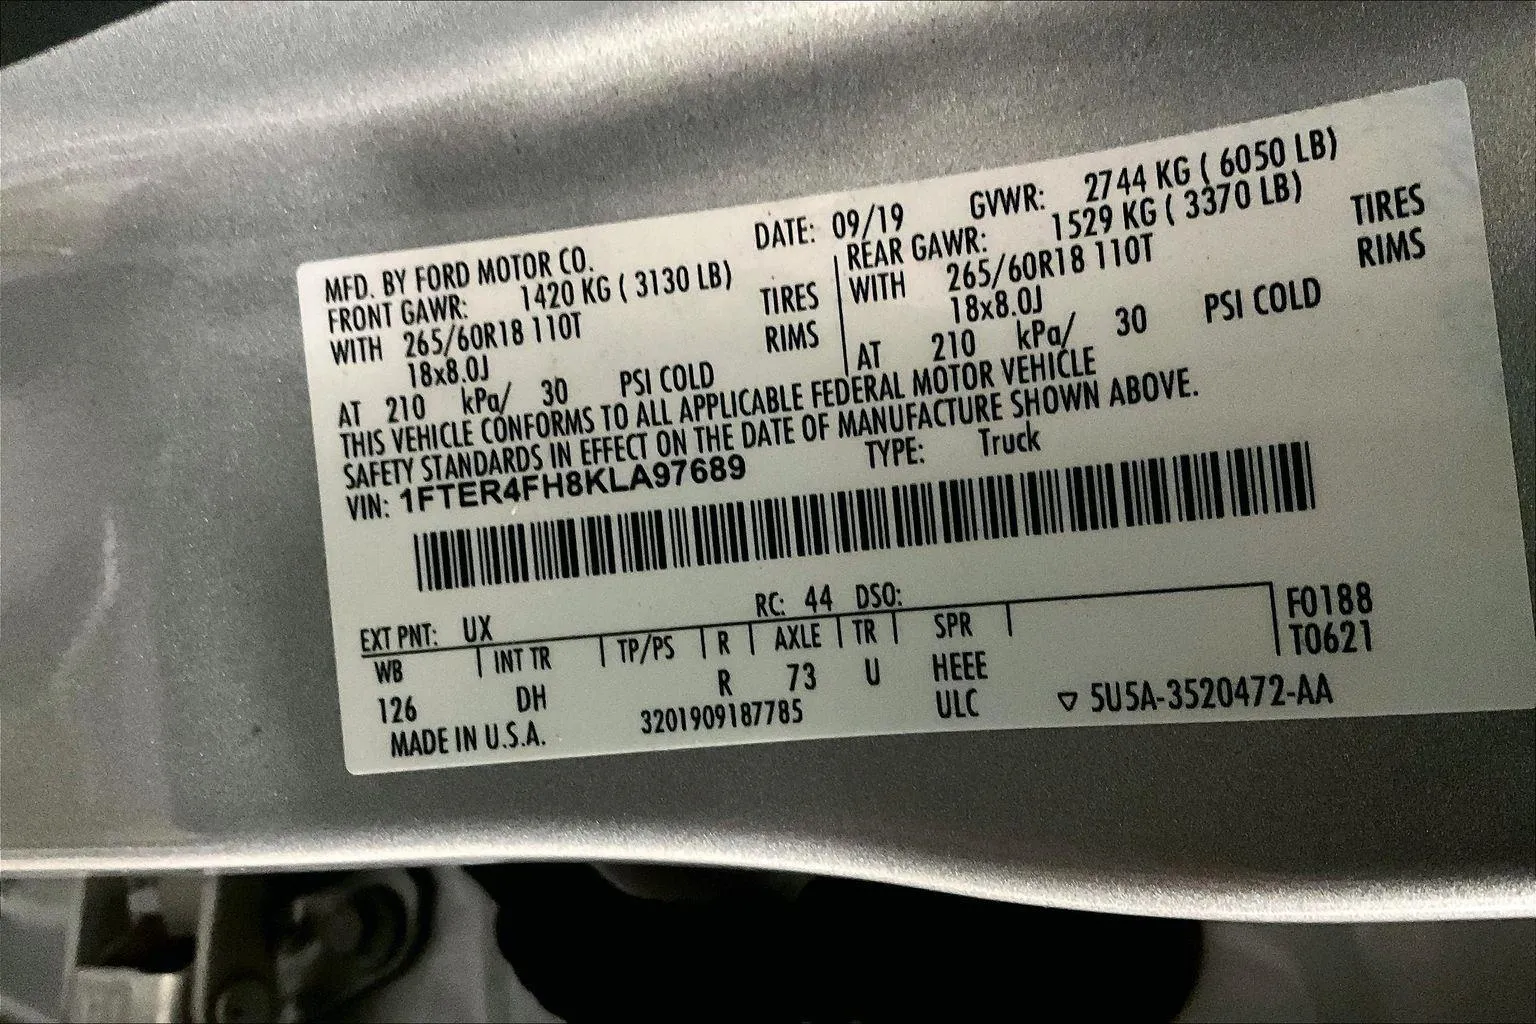 MFD. BY FORD MOTOR CO. DATE: 09/19 GVWR: 2744 KG ( 6050 LB)
FRONT GAWR: 1420 KG ( 3130 LB) REAR GAWR: 1529 KG ( 3370 LB)
WITH 265/60R18 110T TIRES WITH 265/60R18 110T TIRES
18x8.0J RIMS 18x8.0J RIMS
AT 210 kPa/ 30 PSI COLD AT 210 kPa/ 30 PSI COLD
THIS VEHICLE CONFORMS TO ALL APPLICABLE FEDERAL MOTOR VEHICLE
SAFETY STANDARDS IN EFFECT ON THE DATE OF MANUFACTURE SHOWN ABOVE.
VIN: 1FTER4FH8KLA97689 TYPE: Truck
EXT PNT: UX RC: 44 DSO: F0188
WB INT TR TP/PS R AXLE TR SPR T0621
126 DH R 73 U HEEE
MADE IN U.S.A. 3201909187785 ULC ▽ 5U5A-3520472-AA